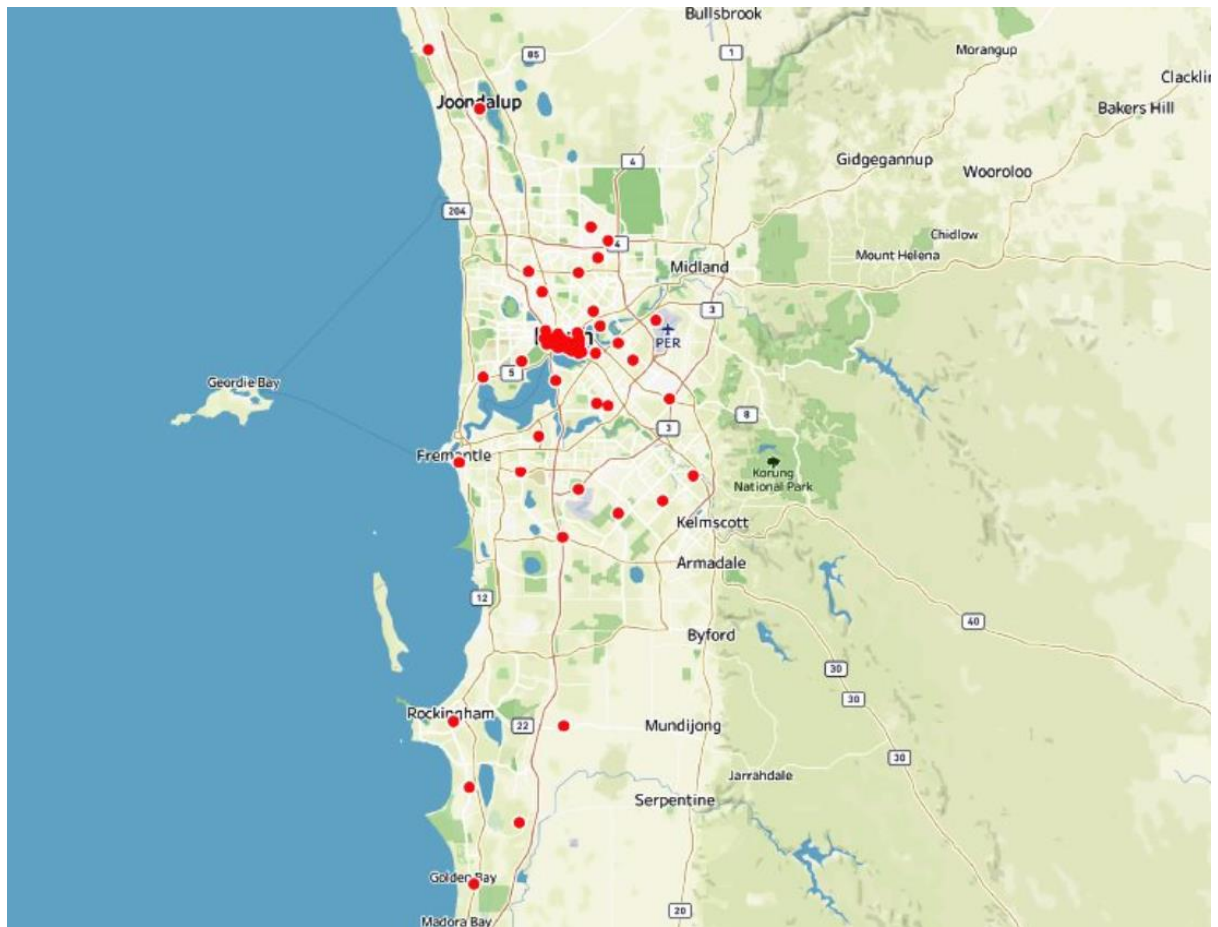 Bullsbrook
Morangup
85
1
Clacklin
Joondalup
Bakers Hill
4
Gidgegannup
Wooroloo
204
Chidlow
4
Mount Helena
Midland
3
PER
Geordie Bay
5
8
3
Fremantle
Korung
National Park
Kelmscott
Armadale
12
40
Byford
30
30
Rockingham
22
Mundijong
30
Jarrahdale
Serpentine
Golden Bay
20
Madora Bay